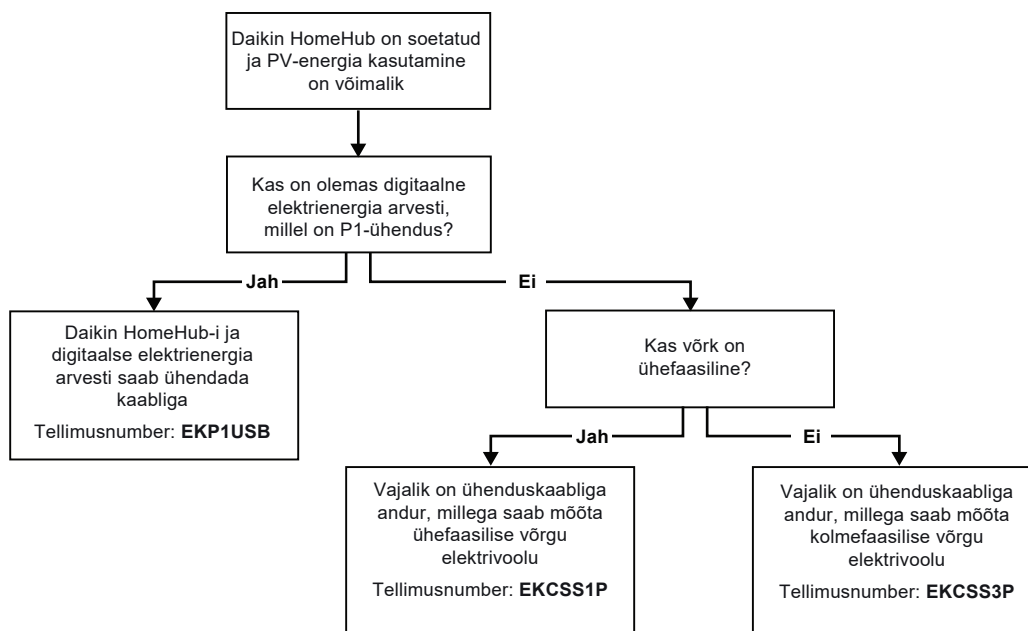 Daikin HomeHub on soetatud
ja PV-energia kasutamine
on võimalik
Kas on olemas digitaalne
elektrienergia arvesti,
millel on P1-ühendus?
Jah
Ei
Daikin HomeHub-i ja
digitaalse elektrienergia
arvesti saab ühendada
kaabliga
Tellimusnumber: EKP1USB
Kas võrk on
ühefaasiline?
Jah
Ei
Vajalik on ühenduskaabliga
andur, millega saab mõõta
ühefaasilise võrgu
elektrivoolu
Tellimusnumber: EKCSS1P
Vajalik on ühenduskaabliga
andur, millega saab mõõta
kolmefaasilise võrgu
elektrivoolu
Tellimusnumber: EKCSS3P